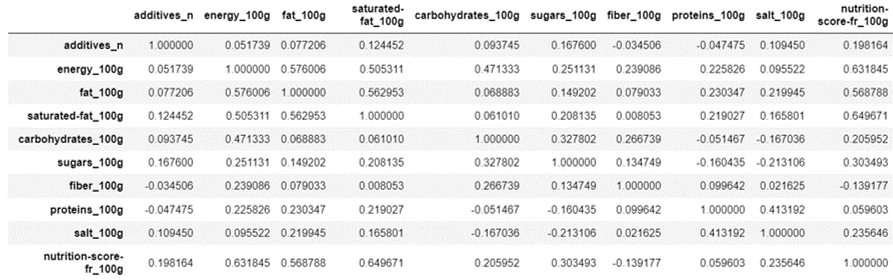 additives_n energy_100g fat_100g saturated-fat_100g carbohydrates_100g sugars_100g fiber_100g proteins_100g salt_100g nutrition-score-fr_100g
additives_n 1.000000 0.051739 0.077206 0.124452 0.093745 0.167600 -0.034506 -0.047475 0.109450 0.198164
energy_100g 0.051739 1.000000 0.576006 0.505311 0.471333 0.251131 0.239086 0.225826 0.095522 0.631845
fat_100g 0.077206 0.576006 1.000000 0.562953 0.068883 0.149202 0.079033 0.230347 0.219945 0.568788
saturated-fat_100g 0.124452 0.505311 0.562953 1.000000 0.061010 0.208135 0.008053 0.219027 0.165801 0.649671
carbohydrates_100g 0.093745 0.471333 0.068883 0.061010 1.000000 0.327802 0.266739 -0.051467 -0.167036 0.205952
sugars_100g 0.167600 0.251131 0.149202 0.208135 0.327802 1.000000 0.134749 -0.160435 -0.213106 0.303493
fiber_100g -0.034506 0.239086 0.079033 0.008053 0.266739 0.134749 1.000000 0.099642 0.021625 -0.139177
proteins_100g -0.047475 0.225826 0.230347 0.219027 -0.051467 -0.160435 0.099642 1.000000 0.413192 0.059603
salt_100g 0.109450 0.095522 0.219945 0.165801 -0.167036 -0.213106 0.021625 0.413192 1.000000 0.235646
nutrition-score-fr_100g 0.198164 0.631845 0.568788 0.649671 0.205952 0.303493 -0.139177 0.059603 0.235646 1.000000